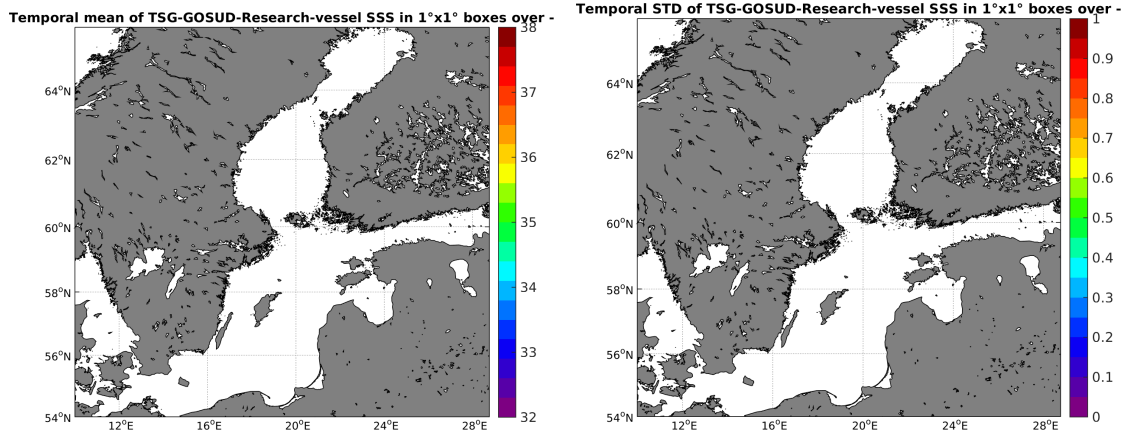 Temporal mean of TSG-GOSUD-Research-vessel SSS in 1°x1° boxes over -
64°N
62°N
60°N
58°N
56°N
54°N
12°E
16°E
20°E
24°E
28°E
38
37
36
35
34
33
32
Temporal STD of TSG-GOSUD-Research-vessel SSS in 1°x1° boxes over -
64°N
62°N
60°N
58°N
56°N
54°N
12°E
16°E
20°E
24°E
28°E
1
0.9
0.8
0.7
0.6
0.5
0.4
0.3
0.2
0.1
0